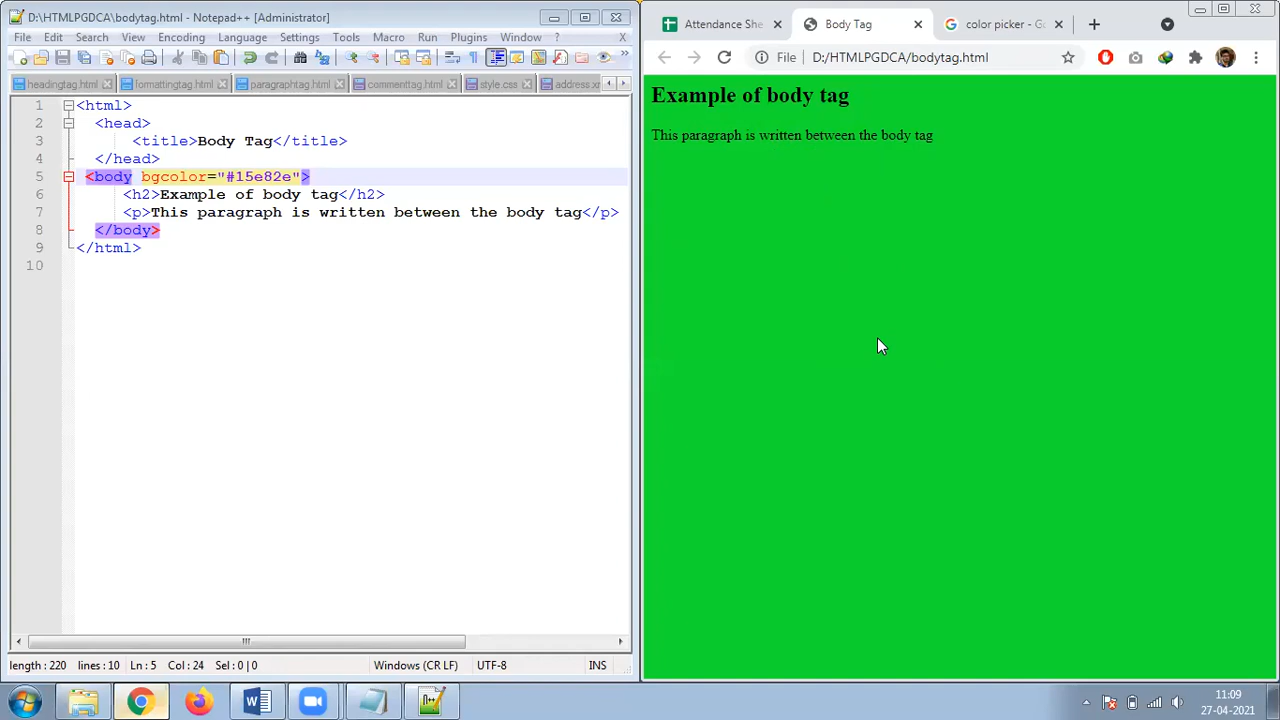 D:\HTMLPGDCA\bodytag.html - Notepad++ [Administrator]
File Edit Search View Encoding Language Settings Tools Macro Run Plugins Window ? X
headingtag.html formattingtag.html paragraphtag.html commenttag.html style.css
1 <html>
2 <head>
3 <title>Body Tag</title>
4 </head>
5 <body bgcolor="#15e82e">
6 <h2>Example of body tag</h2>
7 <p>This paragraph is written between the body tag</p>
8 </body>
9 </html>
10
length : 220 lines : 10 Ln : 5 Col : 24 Sel : 0 | 0 Windows (CR LF) UTF-8 INS
Attendance She Body Tag color picker - Go
File D:/HTMLPGDCA/bodytag.html
Example of body tag
This paragraph is written between the body tag
11:09
27-04-2021